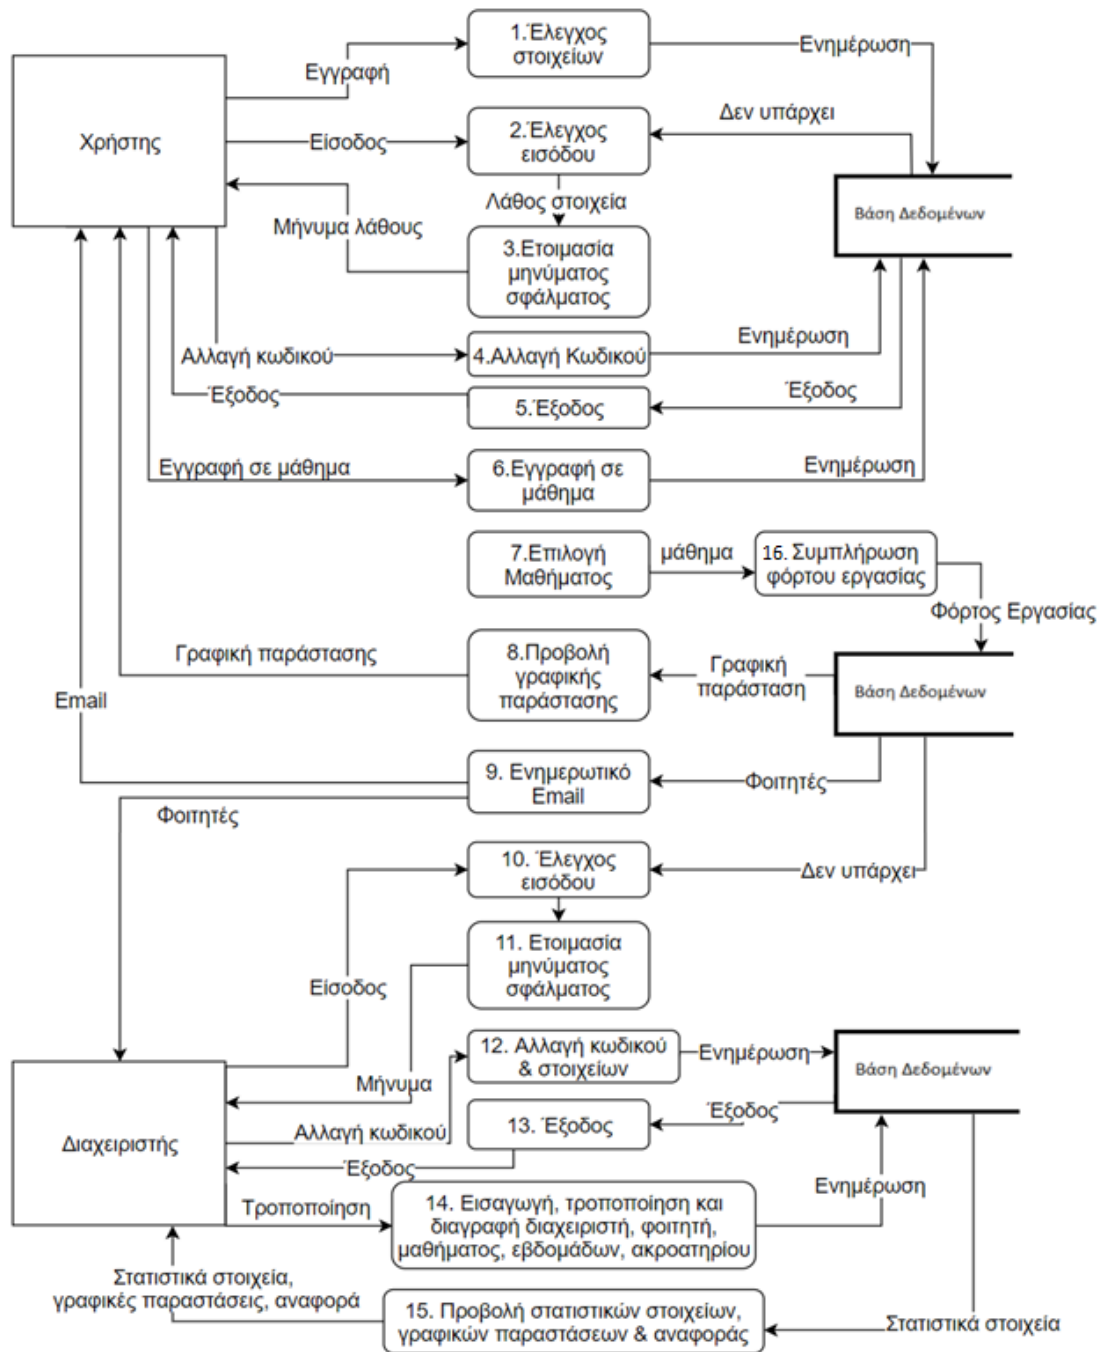 1.Έλεγχος
στοιχείων
Ενημέρωση
Εγγραφή
Χρήστης
Είσοδος
2.Έλεγχος
εισόδου
Δεν υπάρχει
Λάθος στοιχεία
Βάση Δεδομένων
Μήνυμα λάθους
3.Ετοιμασία
μηνύματος
σφάλματος
Αλλαγή κωδικού
4.Αλλαγή Κωδικού
Ενημέρωση
Έξοδος
5.Έξοδος
Έξοδος
Εγγραφή σε μάθημα
6.Εγγραφή σε
μάθημα
Ενημέρωση
7.Επιλογή
Μαθήματος
μάθημα
16. Συμπλήρωση
φόρτου εργασίας
Φόρτος Εργασίας
Γραφική παράστασης
8.Προβολή
γραφικής
παράστασης
Γραφική
παράσταση
Βάση Δεδομένων
Email
9. Ενημερωτικό
Email
Φοιτητές
Φοιτητές
10. Έλεγχος
εισόδου
Δεν υπάρχει
11. Ετοιμασία
μηνύματος
σφάλματος
Είσοδος
12. Αλλαγή κωδικού
& στοιχείων
Ενημέρωση
Βάση Δεδομένων
Μήνυμα
Διαχειριστής
Αλλαγή κωδικού
13. Έξοδος
Έξοδος
Έξοδος
Τροποποίηση
14. Εισαγωγή, τροποποίηση και
διαγραφή διαχειριστή, φοιτητή,
μαθήματος, εβδομάδων, ακροατηρίου
Ενημέρωση
Στατιστικά στοιχεία,
γραφικές παραστάσεις, αναφορά
15. Προβολή στατιστικών στοιχείων,
γραφικών παραστάσεων & αναφοράς
Στατιστικά στοιχεία